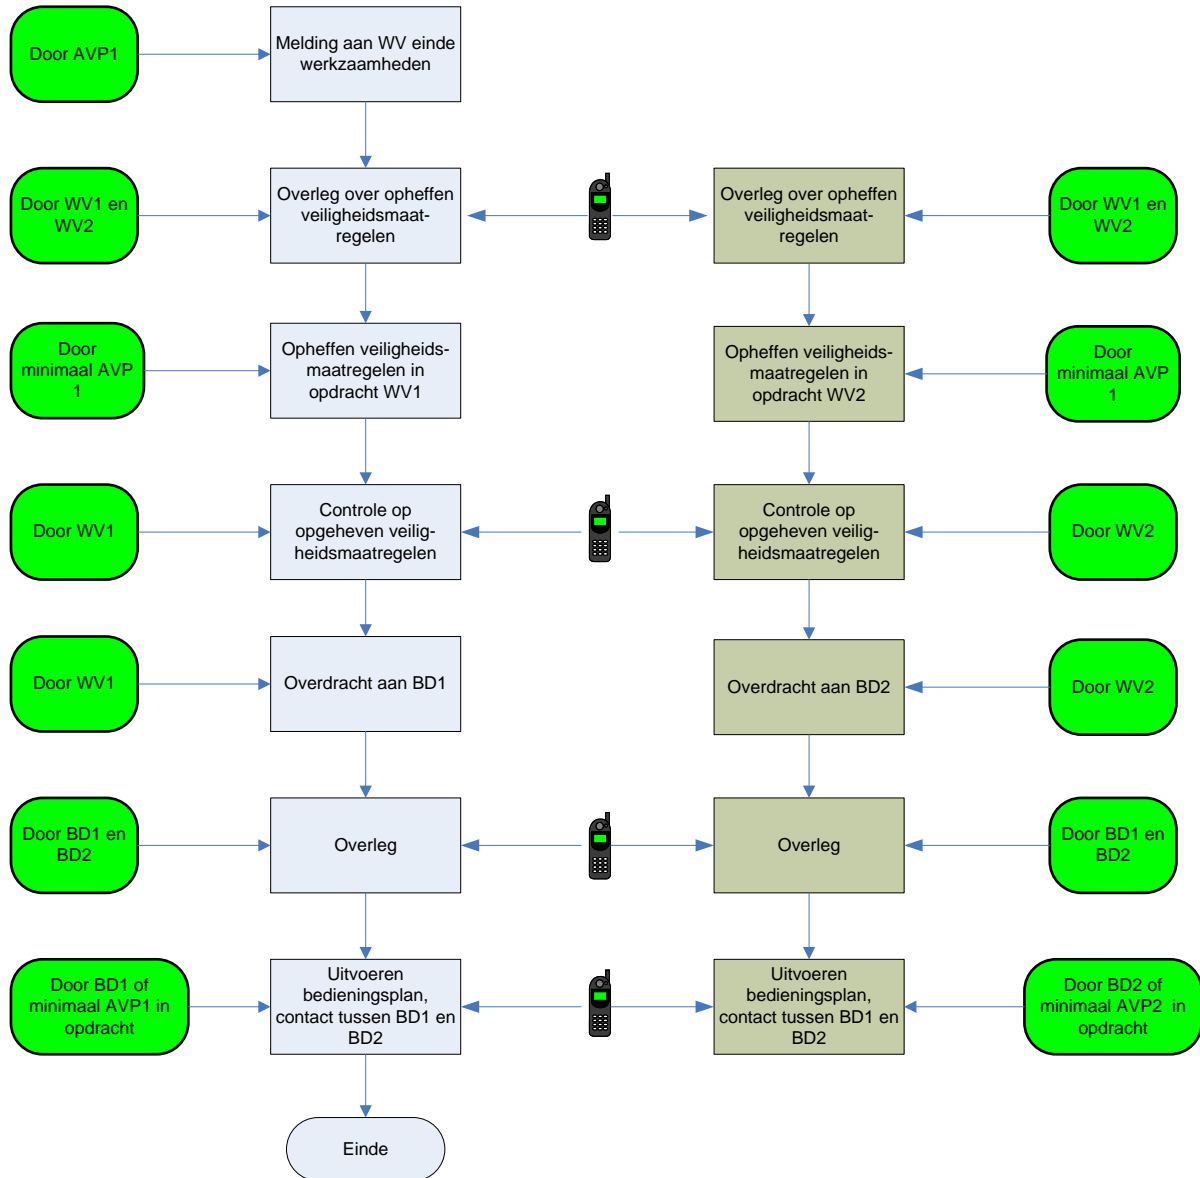 Door AVP1
Melding aan WV einde
werkzaamheden
Door WV1 en
WV2
Overleg over opheffen
veiligheidsmaat-
regelen
Overleg over opheffen
veiligheidsmaat-
regelen
Door WV1 en
WV2
Door
minimaal AVP
1
Opheffen veiligheids-
maatregelen in
opdracht WV1
Opheffen veiligheids-
maatregelen in
opdracht WV2
Door
minimaal AVP
1
Door WV1
Controle op
opgeheven veilig-
heidsmaatregelen
Controle op
opgeheven veilig-
heidsmaatregelen
Door WV2
Door WV1
Overdracht aan BD1
Overdracht aan BD2
Door WV2
Door BD1 en
BD2
Overleg
Overleg
Door BD1 en
BD2
Door BD1 of
minimaal AVP1 in
opdracht
Uitvoeren
bedieningsplan,
contact tussen BD1 en
BD2
Uitvoeren
bedieningsplan,
contact tussen BD1 en
BD2
Door BD2 of
minimaal AVP2 in
opdracht
Einde